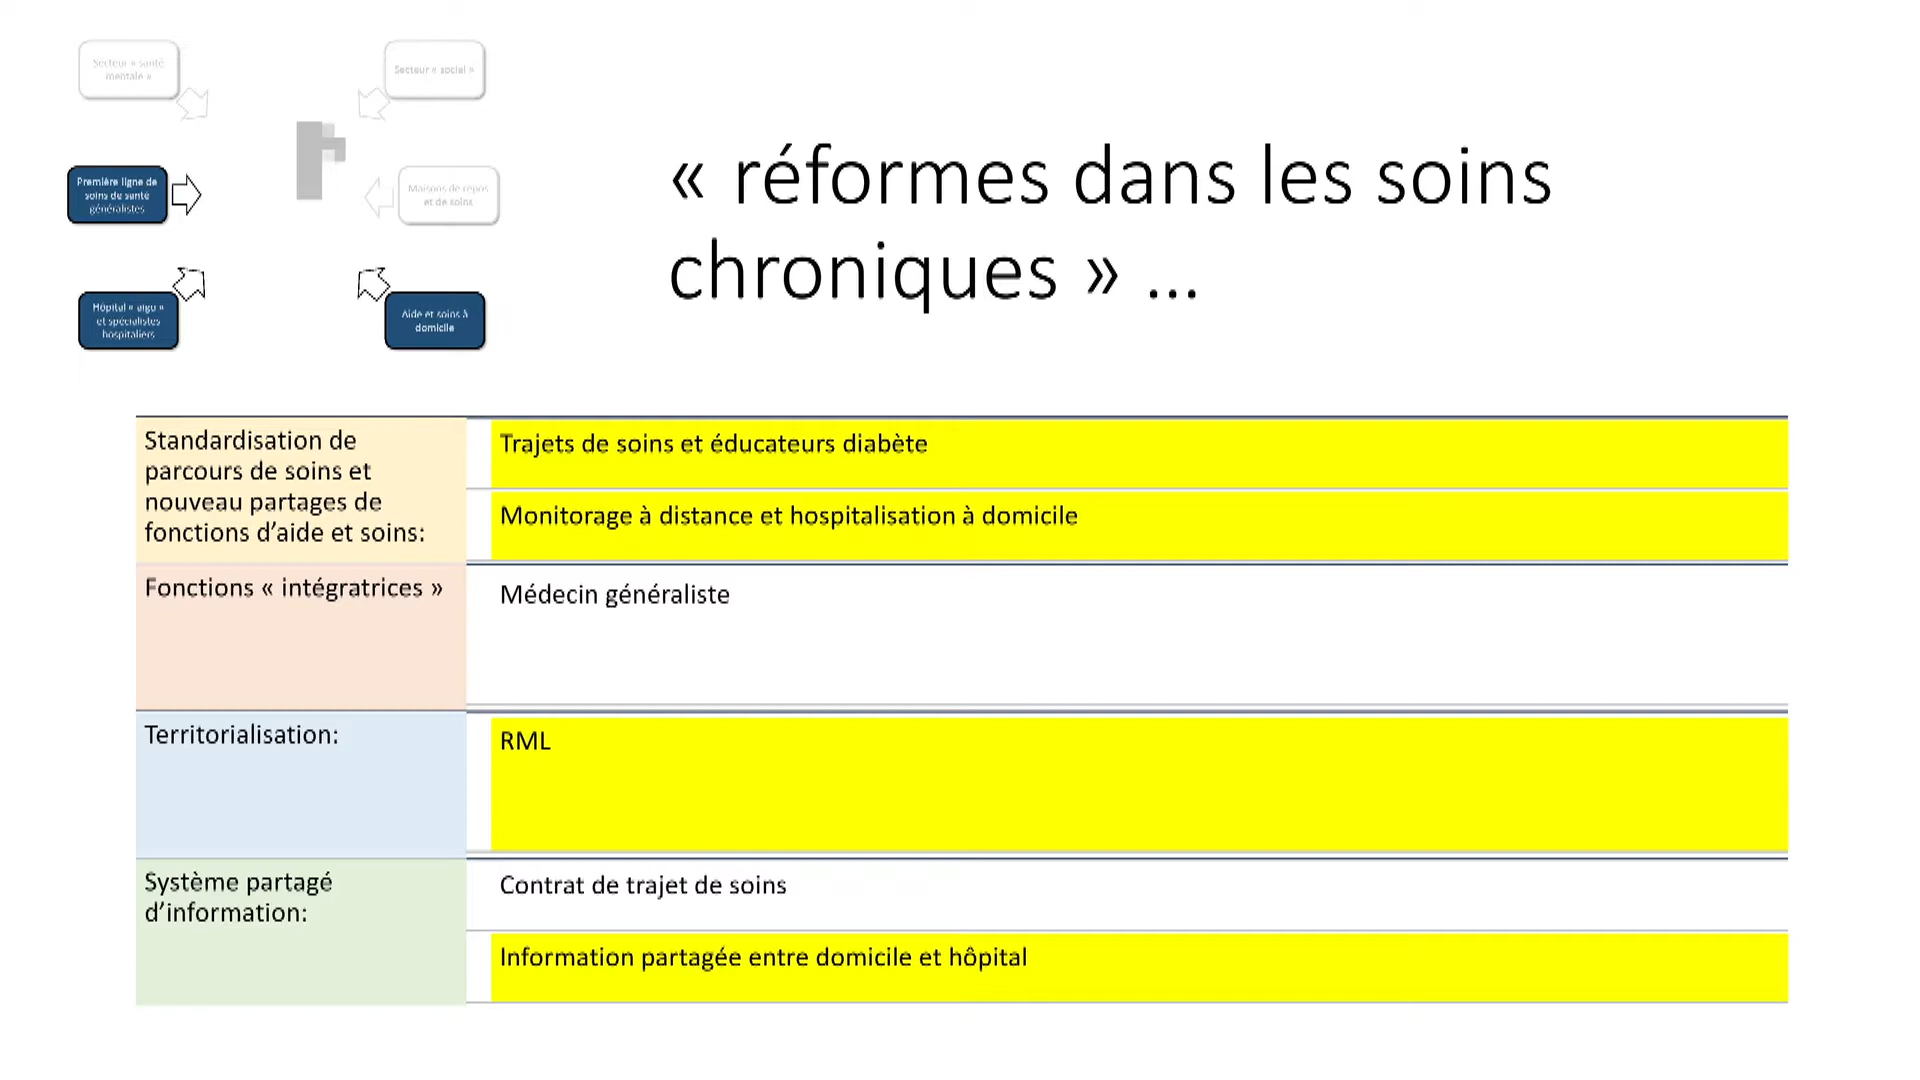 Secteur « santé
mentale »
Secteur « social »
Première ligne de
soins de santé
généralistes
Maisons de repos
et de soins
Hôpital « aigu »
et spécialistes
hospitaliers
Aide et soins à
domicile
« réformes dans les soins
chroniques » ...
Standardisation de
parcours de soins et
nouveau partages de
fonctions d’aide et soins:
Trajets de soins et éducateurs diabète
Monitorage à distance et hospitalisation à domicile
Fonctions « intégratrices »
Médecin généraliste
Territorialisation:
RML
Système partagé
d’information:
Contrat de trajet de soins
Information partagée entre domicile et hôpital